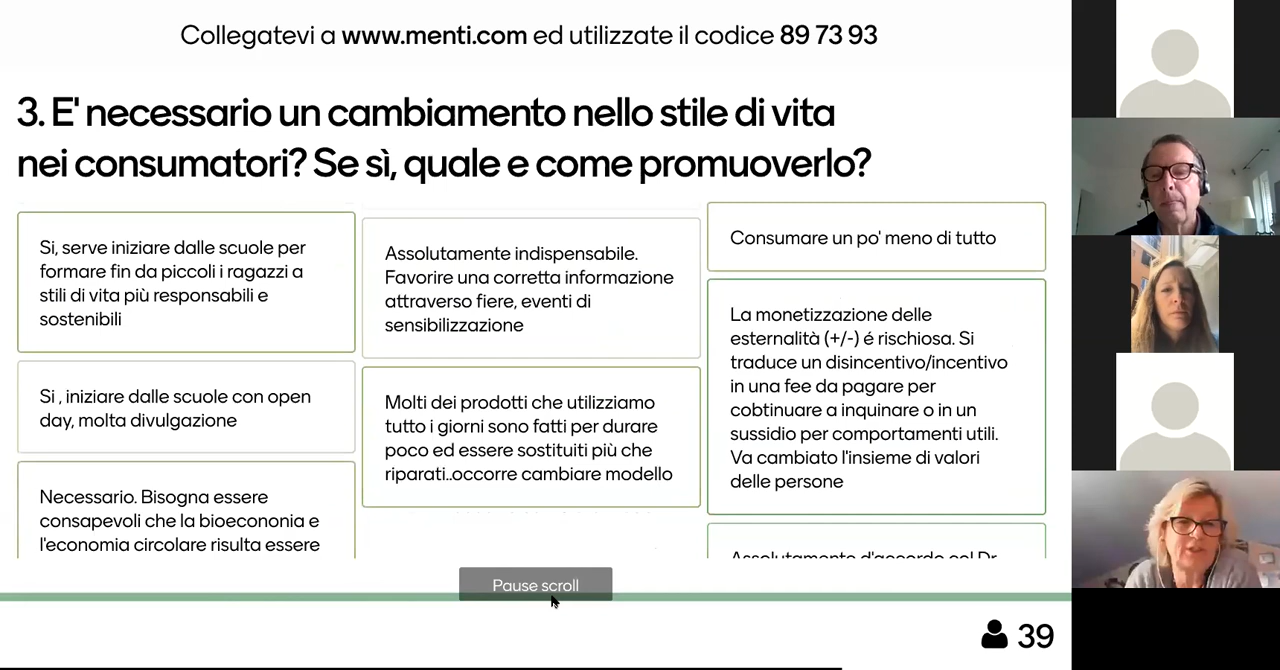 Collegatevi a www.menti.com ed utilizzate il codice 89 73 93
3. E' necessario un cambiamento nello stile di vita
nei consumatori? Se sì, quale e come promuoverlo?
Si, serve iniziare dalle scuole per
formare fin da piccoli i ragazzi a
stili di vita più responsabili e
sostenibili
Si , iniziare dalle scuole con open
day, molta divulgazione
Necessario. Bisogna essere
consapevoli che la bioecononia e
l'economia circolare risulta essere
Assolutamente indispensabile.
Favorire una corretta informazione
attraverso fiere, eventi di
sensibilizzazione
Molti dei prodotti che utilizziamo
tutto i giorni sono fatti per durare
poco ed essere sostituiti più che
riparati..occorre cambiare modello
Consumare un po' meno di tutto
La monetizzazione delle
esternalità (+/-) é rischiosa. Si
traduce un disincentivo/incentivo
in una fee da pagare per
cobtinuare a inquinare o in un
sussidio per comportamenti utili.
Va cambiato l'insieme di valori
delle persone
Assolutamente d'accordo col Dr
Pause scroll
39